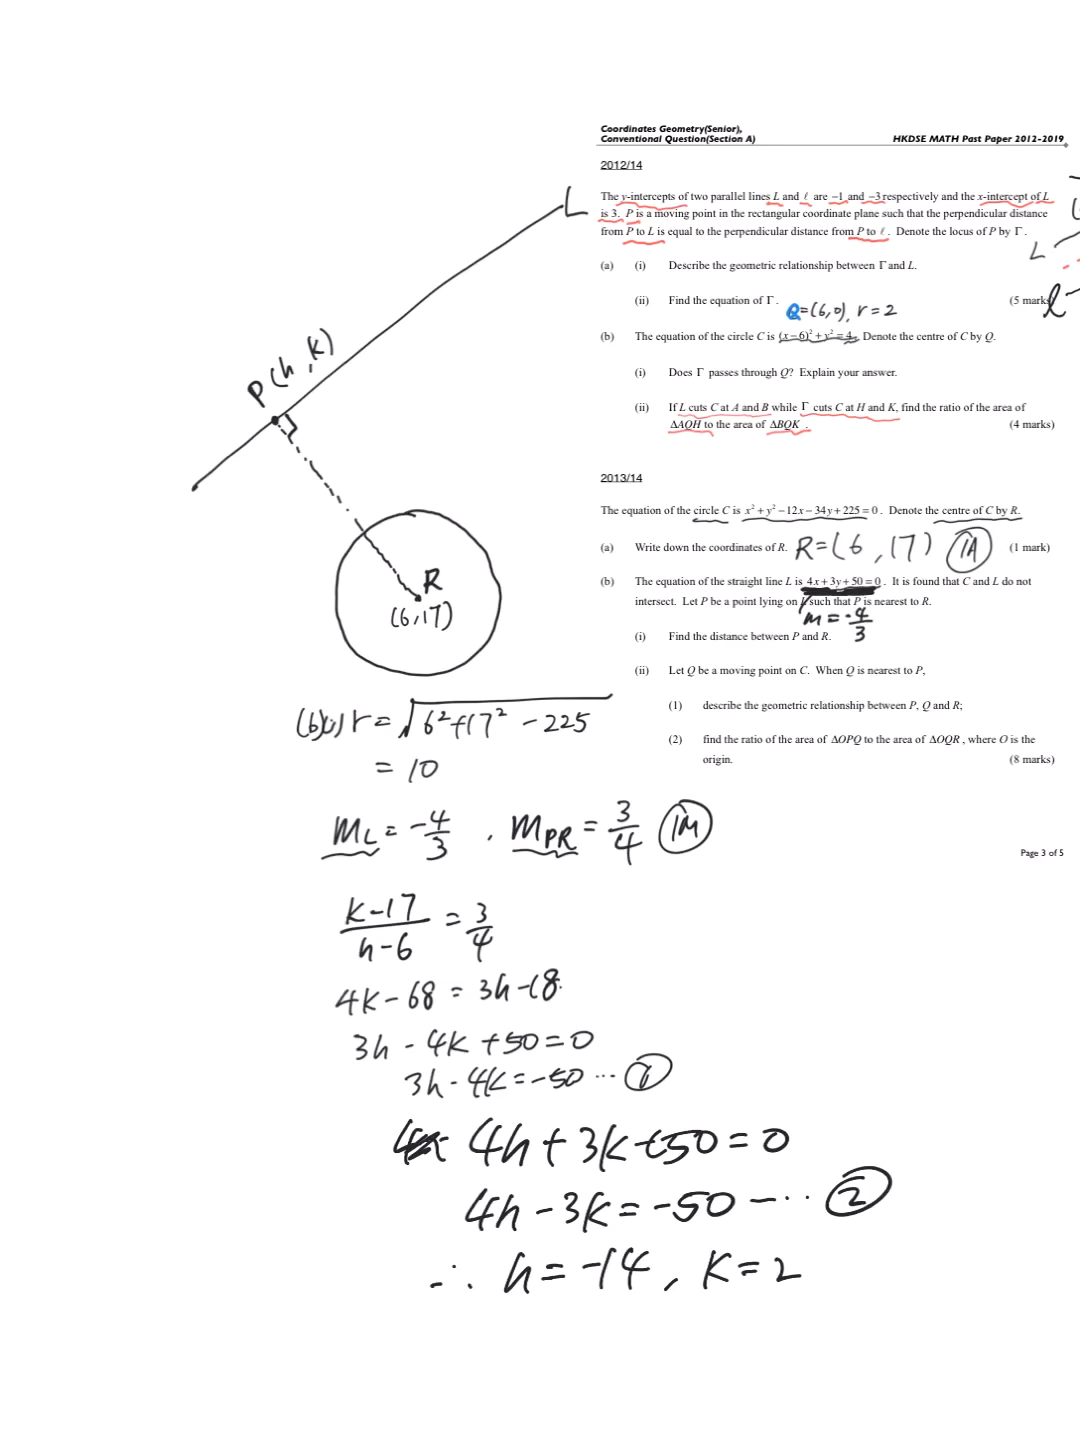 Coordinates Geometry(Senior),
Conventional Question(Section A) HKDSE MATH Past Paper 2012-2019
2012/14
The y-intercepts of two parallel lines L and ℓ are −1 and −3 respectively and the x-intercept of L
is 3. P is a moving point in the rectangular coordinate plane such that the perpendicular distance
from P to L is equal to the perpendicular distance from P to ℓ. Denote the locus of P by Γ.
L
(a) (i) Describe the geometric relationship between Γ and L.
(ii) Find the equation of Γ. (5 marks)
ℓ
Q=(6,0), r=2
(b) The equation of the circle C is (x−6)²+y²=4. Denote the centre of C by Q.
(i) Does Γ passes through Q? Explain your answer.
(ii) If L cuts C at A and B while Γ cuts C at H and K, find the ratio of the area of
ΔAQH to the area of ΔBQK. (4 marks)
2013/14
The equation of the circle C is x²+y²−12x−34y+225=0. Denote the centre of C by R.
(a) Write down the coordinates of R. R=(6,17) 1A (1 mark)
(b) The equation of the straight line L is 4x+3y+50=0. It is found that C and L do not
intersect. Let P be a point lying on L such that P is nearest to R.
m=-4/3
(i) Find the distance between P and R.
(ii) Let Q be a moving point on C. When Q is nearest to P,
(1) describe the geometric relationship between P, Q and R;
(2) find the ratio of the area of ΔOPQ to the area of ΔOQR, where O is the
origin. (8 marks)
Page 3 of 5
L
P(h,k)
R
(6,17)
(b)(i) r=√6²+17²-225
=10
mL=-4/3, mPR=3/4 1M
k-17/h-6=3/4
4k-68=3h-18
3h-4k+50=0
3h-4k=-50 ... ①
4h+3k+50=0
4h-3k=-50 ... ②
∴ h=-14, k=2